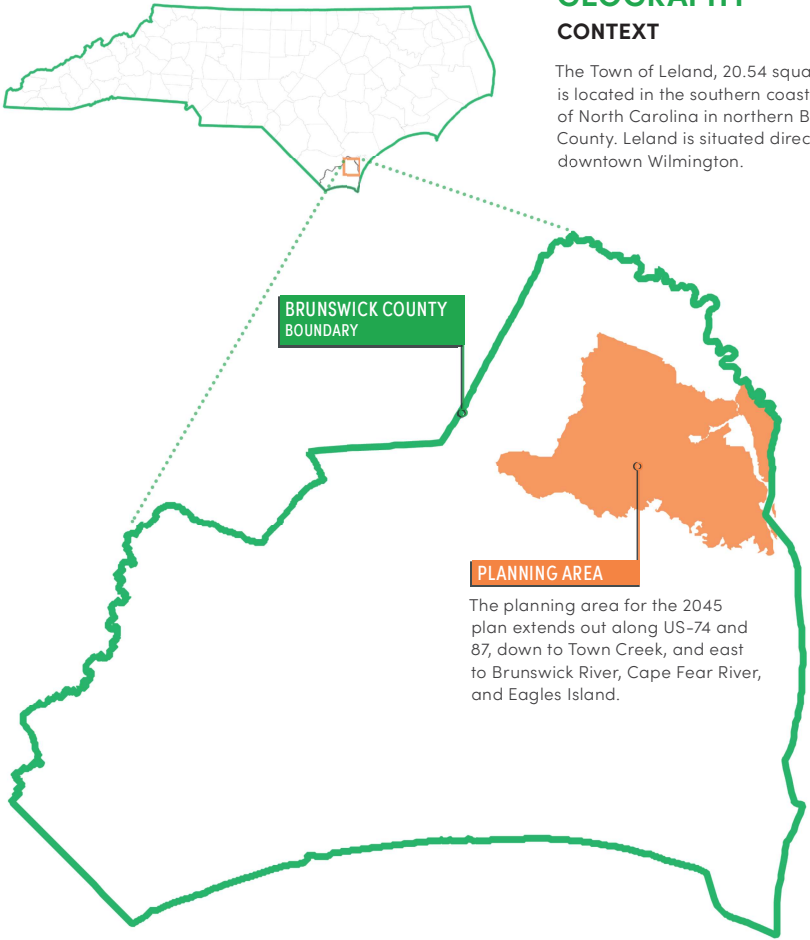 CONTEXT
The Town of Leland, 20.54
is located in the southern
of North Carolina in northern
County. Leland is situated
downtown Wilmington.
BRUNSWICK COUNTY
BOUNDARY
PLANNING AREA
The planning area for the 2045
plan extends out along US-74 and
87, down to Town Creek, and east
to Brunswick River, Cape Fear River,
and Eagles Island.